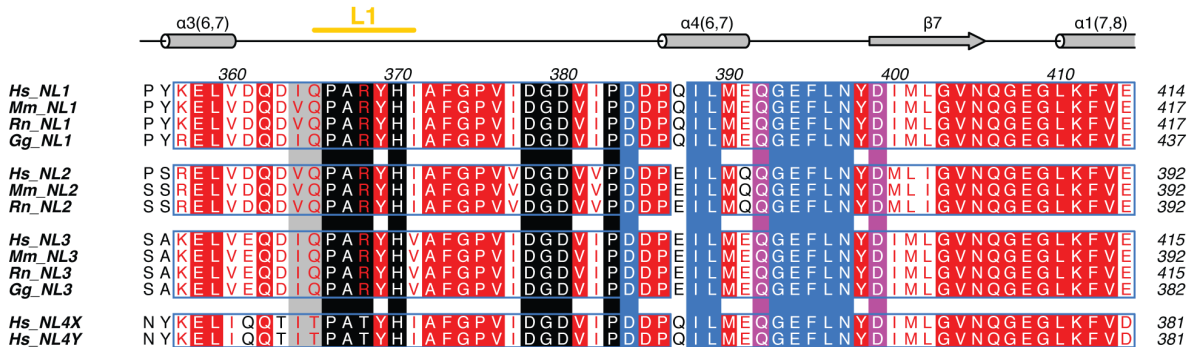 L1
α3(6,7) α4(6,7) β7 α1(7,8)
360 370 380 390 400 410
Hs_NL1 P Y K E L V D Q D I Q P A R Y H I A F G P V I D G D V I P D D P Q I L M E Q G E F L N Y D I M L G V N Q G E G L K F V E 414
Mm_NL1 P Y K E L V D Q D V Q P A R Y H I A F G P V I D G D V I P D D P Q I L M E Q G E F L N Y D I M L G V N Q G E G L K F V E 417
Rn_NL1 P Y K E L V D Q D V Q P A R Y H I A F G P V I D G D V I P D D P Q I L M E Q G E F L N Y D I M L G V N Q G E G L K F V E 417
Gg_NL1 P Y R E L V D Q D I Q P A R Y H I A F G P V I D G D V I P D D P Q I L M E Q G E F L N Y D I M L G V N Q G E G L K F V E 437
Hs_NL2 P S R E L V D Q D V Q P A R Y H I A F G P V V D G D V V P D D P E I L M Q Q G E F L N Y D M L I G V N Q G E G L K F V E 392
Mm_NL2 S S R E L V D Q D V Q P A R Y H I A F G P V V D G D V V P D D P E I L M Q Q G E F L N Y D M L I G V N Q G E G L K F V E 392
Rn_NL2 S S R E L V D Q D V Q P A R Y H I A F G P V V D G D V V P D D P E I L M Q Q G E F L N Y D M L I G V N Q G E G L K F V E 392
Hs_NL3 S A K E L V E Q D I Q P A R Y H V A F G P V I D G D V I P D D P E I L M E Q G E F L N Y D I M L G V N Q G E G L K F V E 415
Mm_NL3 S A K E L V E Q D I Q P A R Y H V A F G P V I D G D V I P D D P E I L M E Q G E F L N Y D I M L G V N Q G E G L K F V E 392
Rn_NL3 S A K E L V E Q D I Q P A R Y H V A F G P V I D G D V I P D D P E I L M E Q G E F L N Y D I M L G V N Q G E G L K F V E 415
Gg_NL3 S A K E L V E Q D I Q P A R Y H V A F G P V I D G D V I P D D P E I L M E Q G E F L N Y D I M L G V N Q G E G L K F V E 382
Hs_NL4X N Y K E L I Q Q T I T P A T Y H I A F G P V I D G D V I P D D P Q I L M E Q G E F L N Y D I M L G V N Q G E G L K F V D 381
Hs_NL4Y N Y K E L I Q Q T I T P A T Y H I A F G P V I D G D V I P D D P Q I L M E Q G E F L N Y D I M L G V N Q G E G L K F V D 381